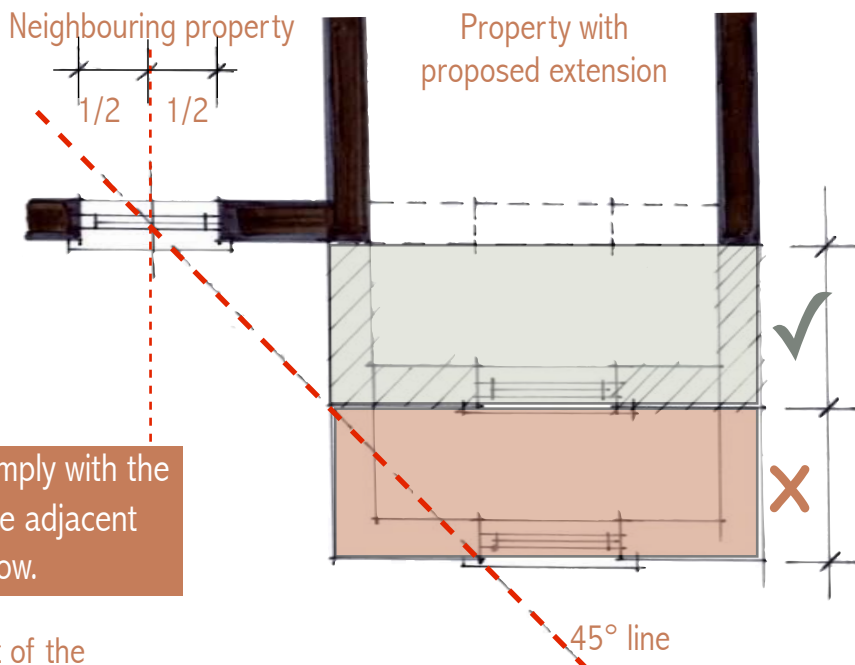 Neighbouring property
Property with
proposed extension
1/2
1/2
mply with the
e adjacent
ow.
t of the
45° line